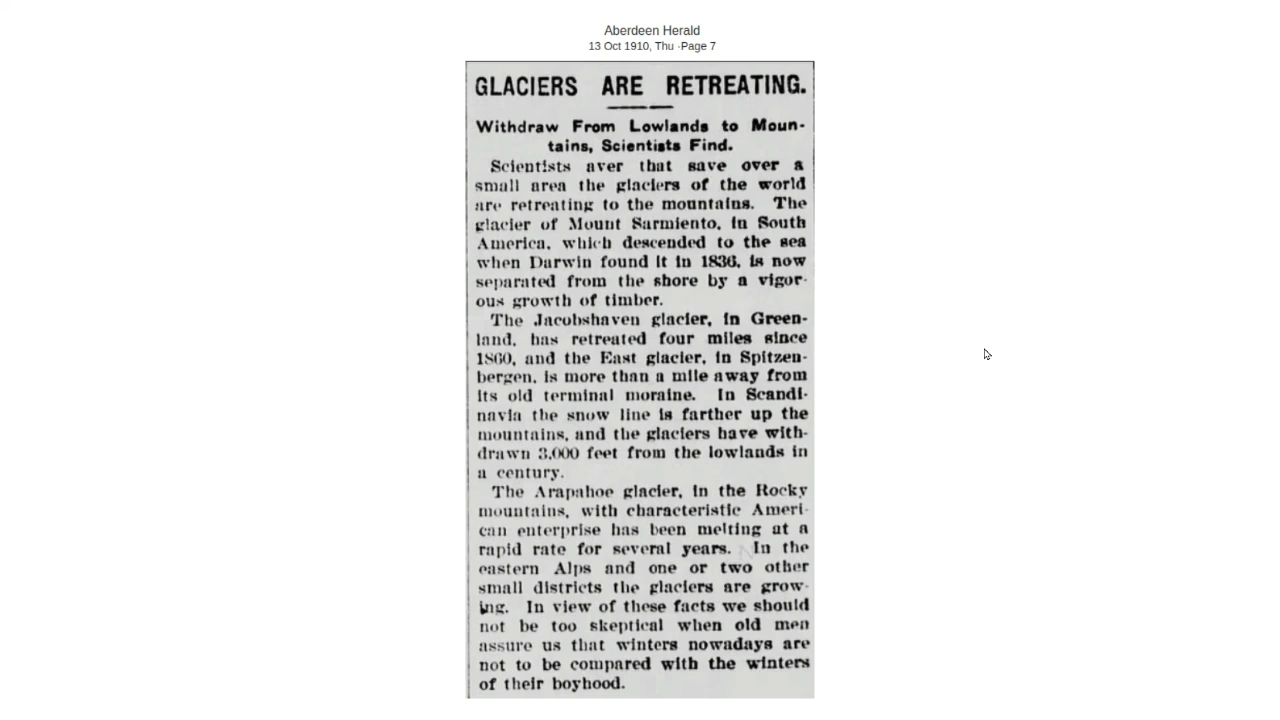 Aberdeen Herald
13 Oct 1910, Thu ·Page 7
GLACIERS ARE RETREATING.
Withdraw From Lowlands to Moun-
tains, Scientists Find.
Scientists aver that save over a
small area the glaciers of the world
are retreating to the mountains. The
glacier of Mount Sarmiento, in South
America, which descended to the sea
when Darwin found it in 1836, is now
separated from the shore by a vigor-
ous growth of timber.
The Jacobshaven glacier, in Green-
land, has retreated four miles since
1860, and the East glacier, in Spitzen-
bergen, is more than a mile away from
its old terminal moraine. In Scandi-
navia the snow line is farther up the
mountains, and the glaciers have with-
drawn 3,000 feet from the lowlands in
a century.
The Arapahoe glacier, in the Rocky
mountains, with characteristic Ameri-
can enterprise has been melting at a
rapid rate for several years. In the
eastern Alps and one or two other
small districts the glaciers are grow-
ing. In view of these facts we should
not be too skeptical when old men
assure us that winters nowadays are
not to be compared with the winters
of their boyhood.